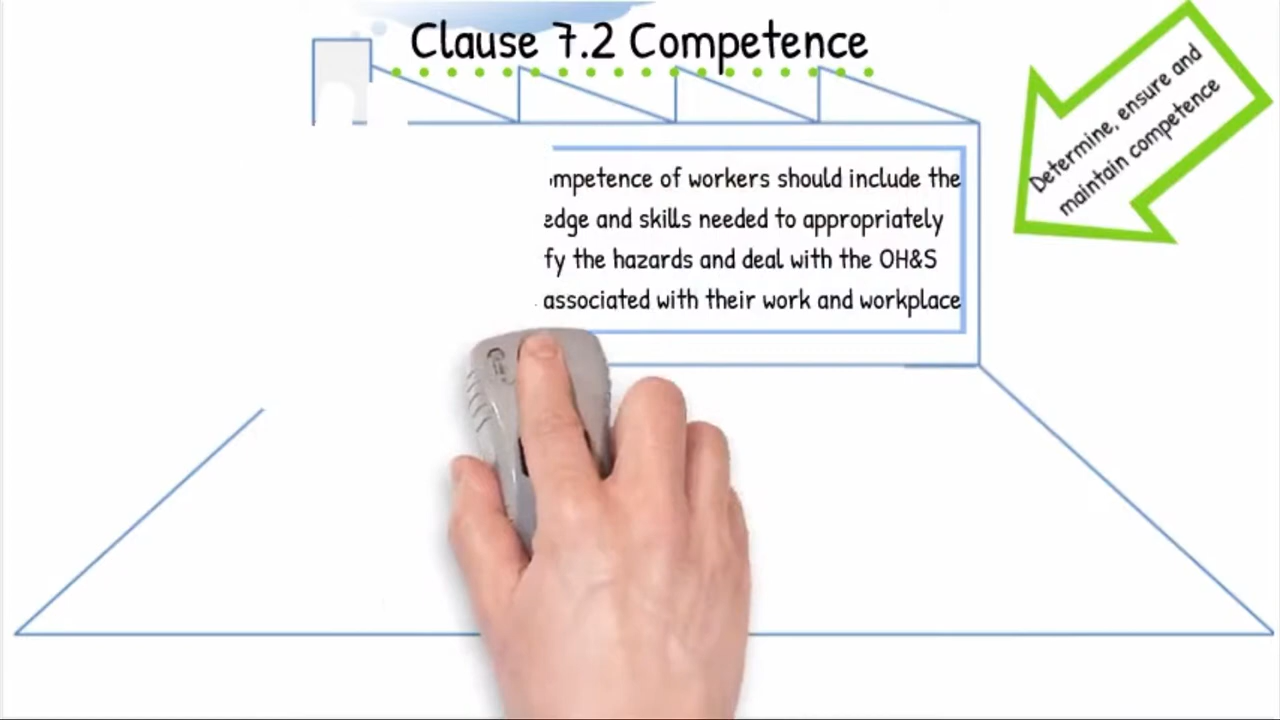 Clause 7.2 Competence
Determine, ensure and
maintain competence
mpetence of workers should include the
edge and skills needed to appropriately
fy the hazards and deal with the OH&S
associated with their work and workplace